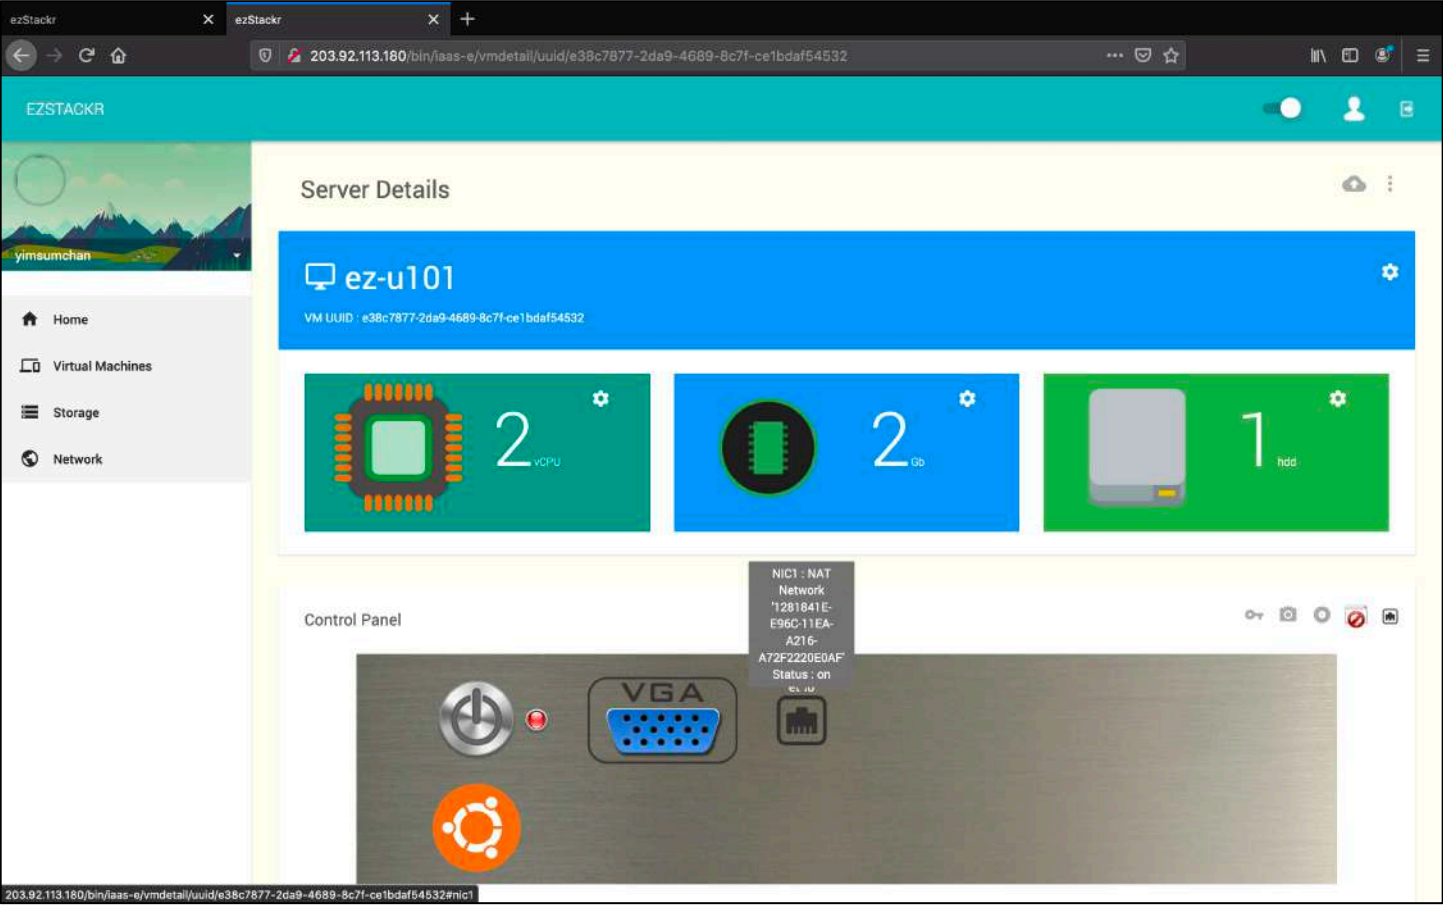 ezStackr
ezStackr
203.92.113.180/bin/iaas-e/vmdetail/uuid/e38c7877-2da9-4689-8c7f-ce1bdaf54532
EZSTACKR
yimsumchan
Home
Virtual Machines
Storage
Network
Server Details
ez-u101
VM UUID : e38c7877-2da9-4689-8c7f-ce1bdaf54532
2 vCPU
2 Gb
1 hdd
Control Panel
NIC1 : NAT
Network
'1281841E-
E96C-11EA-
A216-
A72F2220E0AF'
Status : on
VGA
203.92.113.180/bin/iaas-e/vmdetail/uuid/e38c7877-2da9-4689-8c7f-ce1bdaf54532#nic1